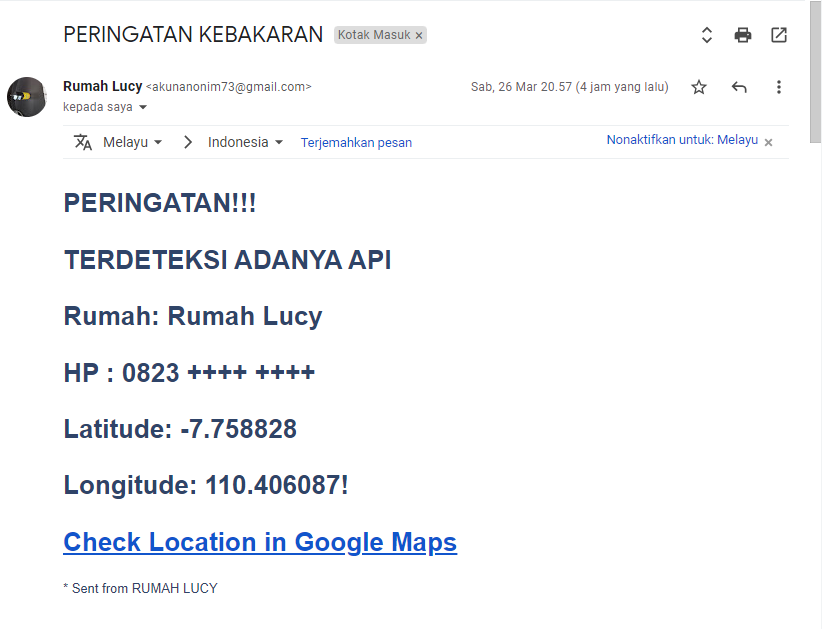 PERINGATAN KEBAKARAN Kotak Masuk ×
Rumah Lucy <akunanonim73@gmail.com> Sab, 26 Mar 20.57 (4 jam yang lalu)
kepada saya
Melayu > Indonesia Terjemahkan pesan Nonaktifkan untuk: Melayu ×
PERINGATAN!!!
TERDETEKSI ADANYA API
Rumah: Rumah Lucy
HP : 0823 ++++ ++++
Latitude: -7.758828
Longitude: 110.406087!
Check Location in Google Maps
* Sent from RUMAH LUCY